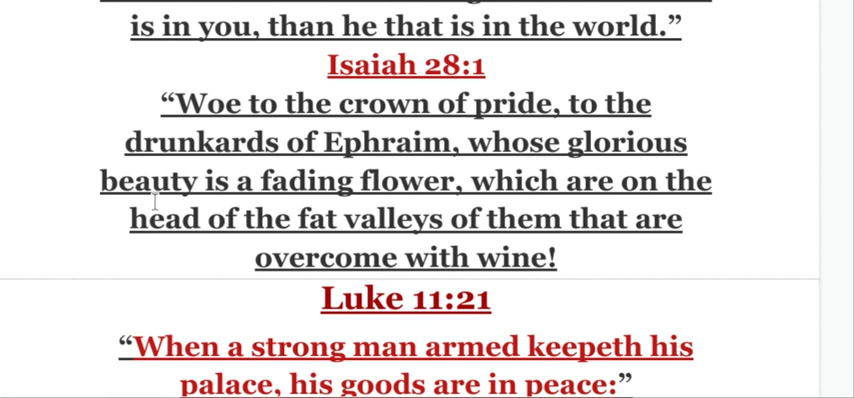 is in you, than he that is in the world.”
Isaiah 28:1
“Woe to the crown of pride, to the
drunkards of Ephraim, whose glorious
beauty is a fading flower, which are on the
head of the fat valleys of them that are
overcome with wine!
Luke 11:21
“When a strong man armed keepeth his
palace, his goods are in peace:”